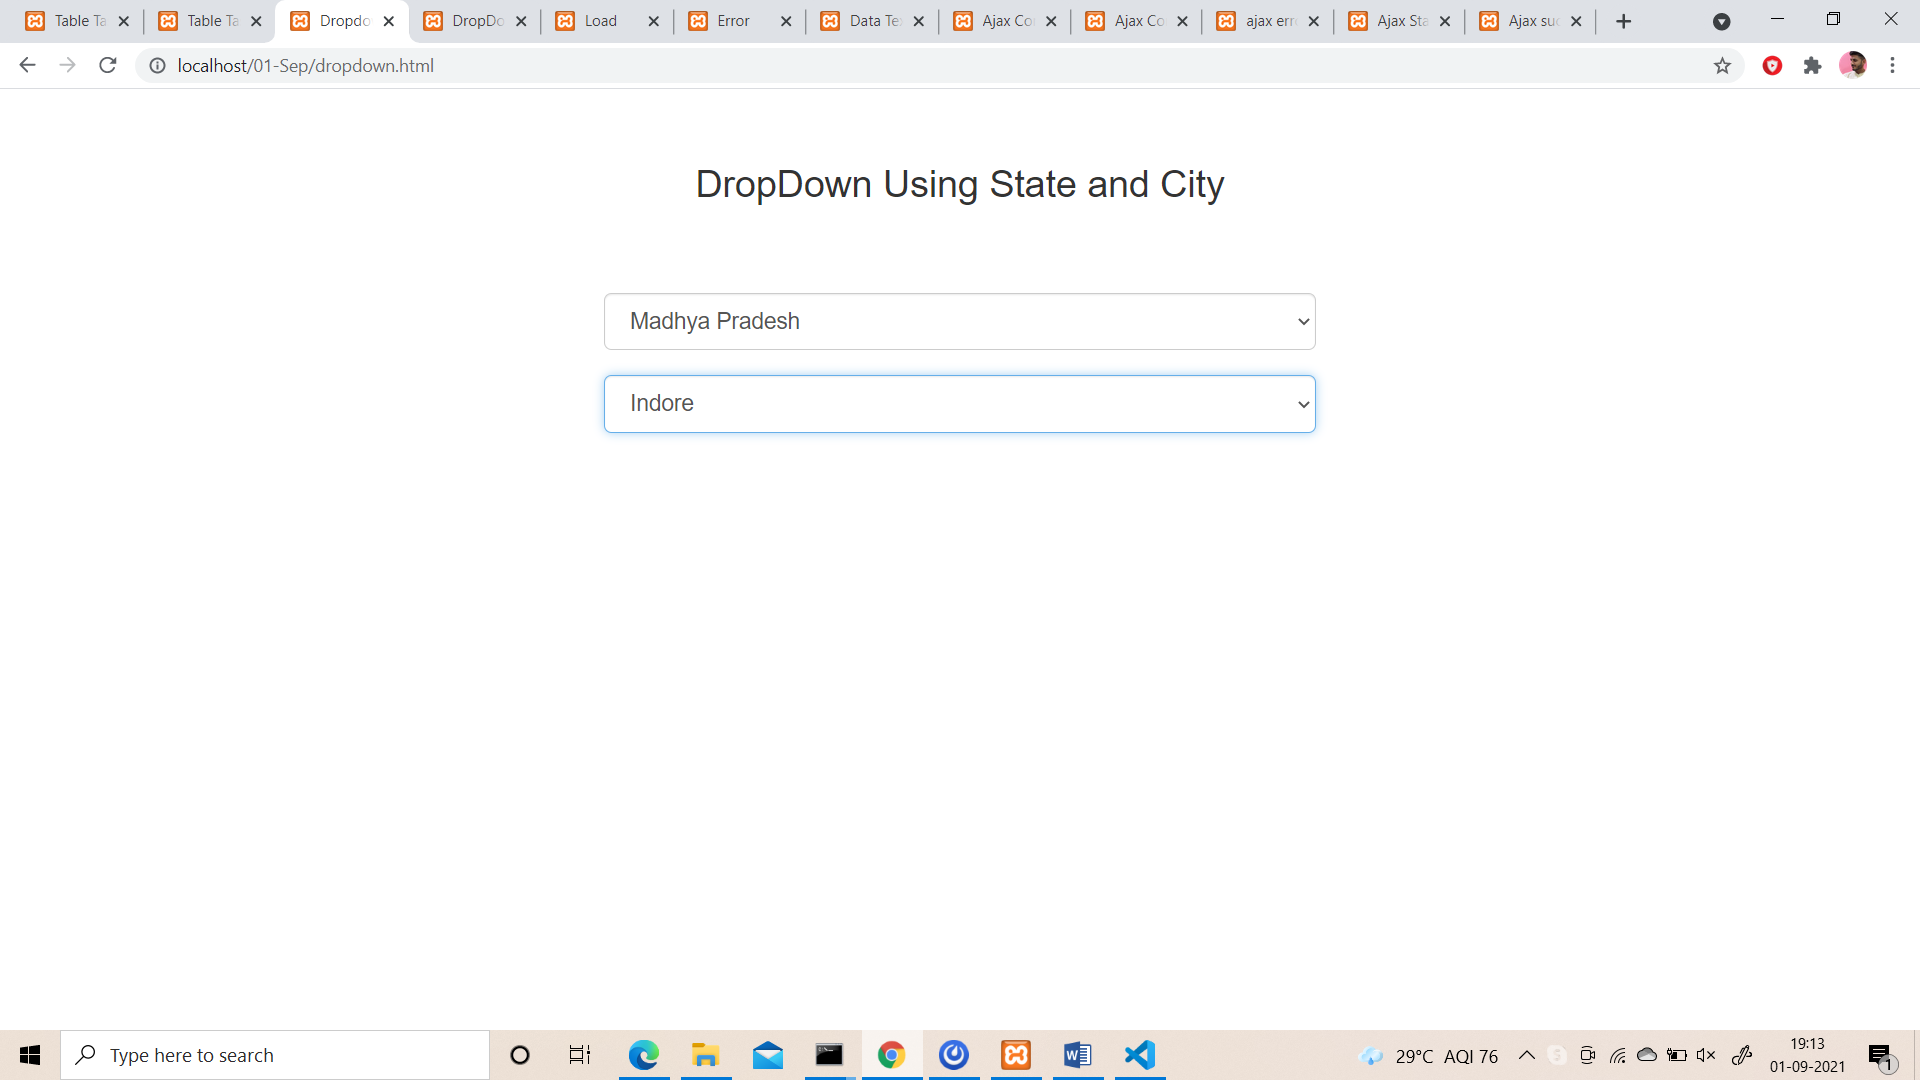 Table Ta
Table Ta
Dropdo
DropDo
Load
Error
Data Te
Ajax Co
Ajax Co
ajax err
Ajax Sta
Ajax su
localhost/01-Sep/dropdown.html
DropDown Using State and City
Madhya Pradesh
Indore
Type here to search
29°C AQI 76
19:13
01-09-2021
1